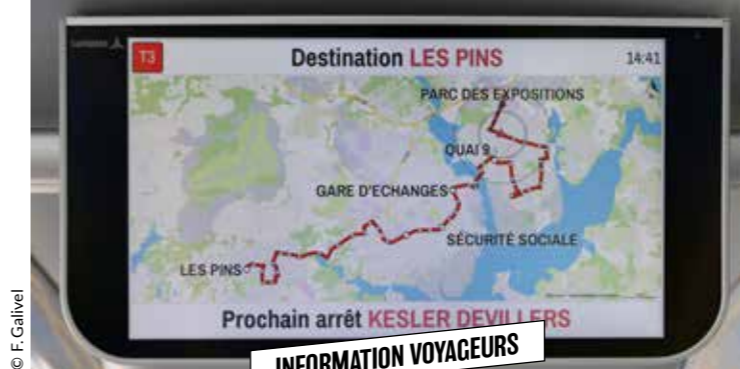 T3 Destination LES PINS 14:41
PARC DES EXPOSITIONS
QUAI 9
GARE D'ECHANGES
SÉCURITÉ SOCIALE
LES PINS
Prochain arrêt KESLER DEVILLERS
INFORMATION VOYAGEURS
© F. Galivel